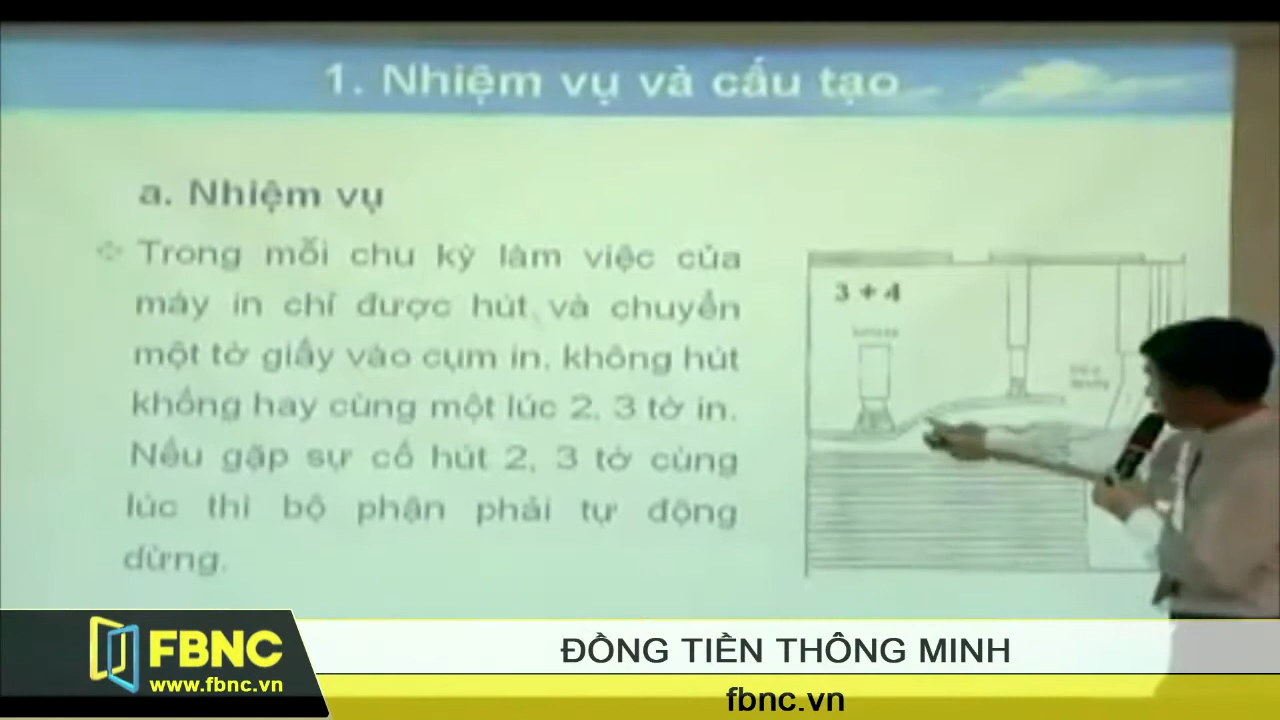 1. Nhiệm vụ và cấu tạo
a. Nhiệm vụ
Trong mỗi chu kỳ làm việc của
máy in chỉ được hút và chuyển
một tờ giấy vào cụm in, không hút
không hay cùng một lúc 2, 3 tờ in.
Nếu gặp sự cố hút 2, 3 tờ cùng
lúc thì bộ phận phải tự động
dừng.
3 + 4
FBNC
www.fbnc.vn
ĐỒNG TIỀN THÔNG MINH
fbnc.vn